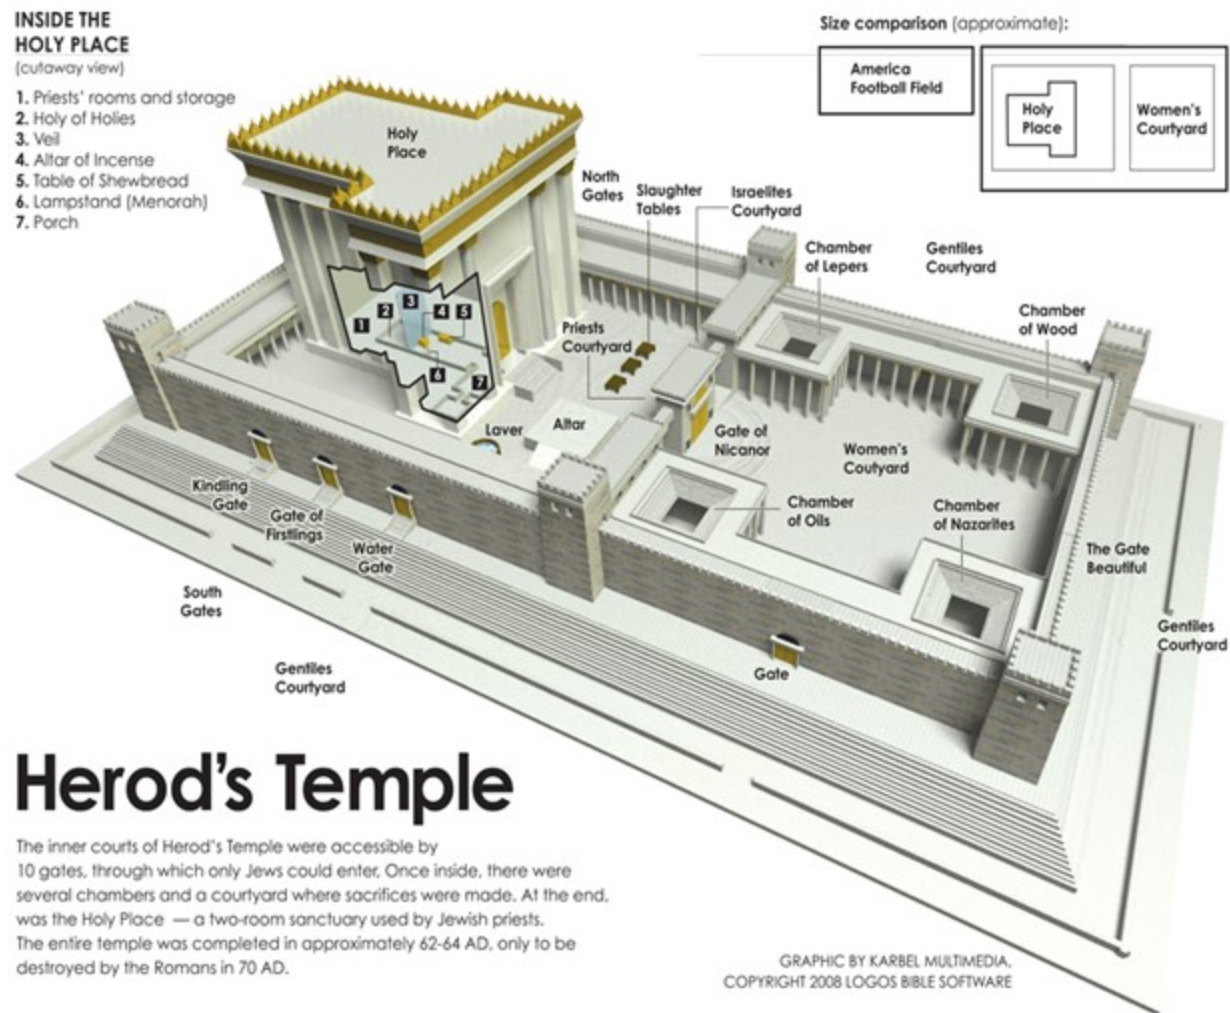 INSIDE THE
HOLY PLACE
(cutaway view)
1. Priests' rooms and storage
2. Holy of Holies
3. Veil
4. Altar of Incense
5. Table of Shewbread
6. Lampstand (Menorah)
7. Porch
Size comparison (approximate):
America
Football Field
Holy
Place
Women's
Courtyard
Holy
Place
North
Gates
Slaughter
Tables
Israelites
Courtyard
Chamber
of Lepers
Gentiles
Courtyard
Chamber
of Wood
1
2
3
4
5
6
7
Priests
Courtyard
Laver
Altar
Gate of
Nicanor
Women's
Coutyard
Chamber
of Oils
Chamber
of Nazarites
The Gate
Beautiful
Kindling
Gate
Gate of
Firstlings
Water
Gate
South
Gates
Gentiles
Courtyard
Gate
Gentiles
Courtyard
Herod's Temple
The inner courts of Herod's Temple were accessible by
10 gates, through which only Jews could enter, Once inside, there were
several chambers and a courtyard where sacrifices were made. At the end,
was the Holy Place — a two-room sanctuary used by Jewish priests.
The entire temple was completed in approximately 62-64 AD, only to be
destroyed by the Romans in 70 AD.
GRAPHIC BY KARBEL MULTIMEDIA,
COPYRIGHT 2008 LOGOS BIBLE SOFTWARE